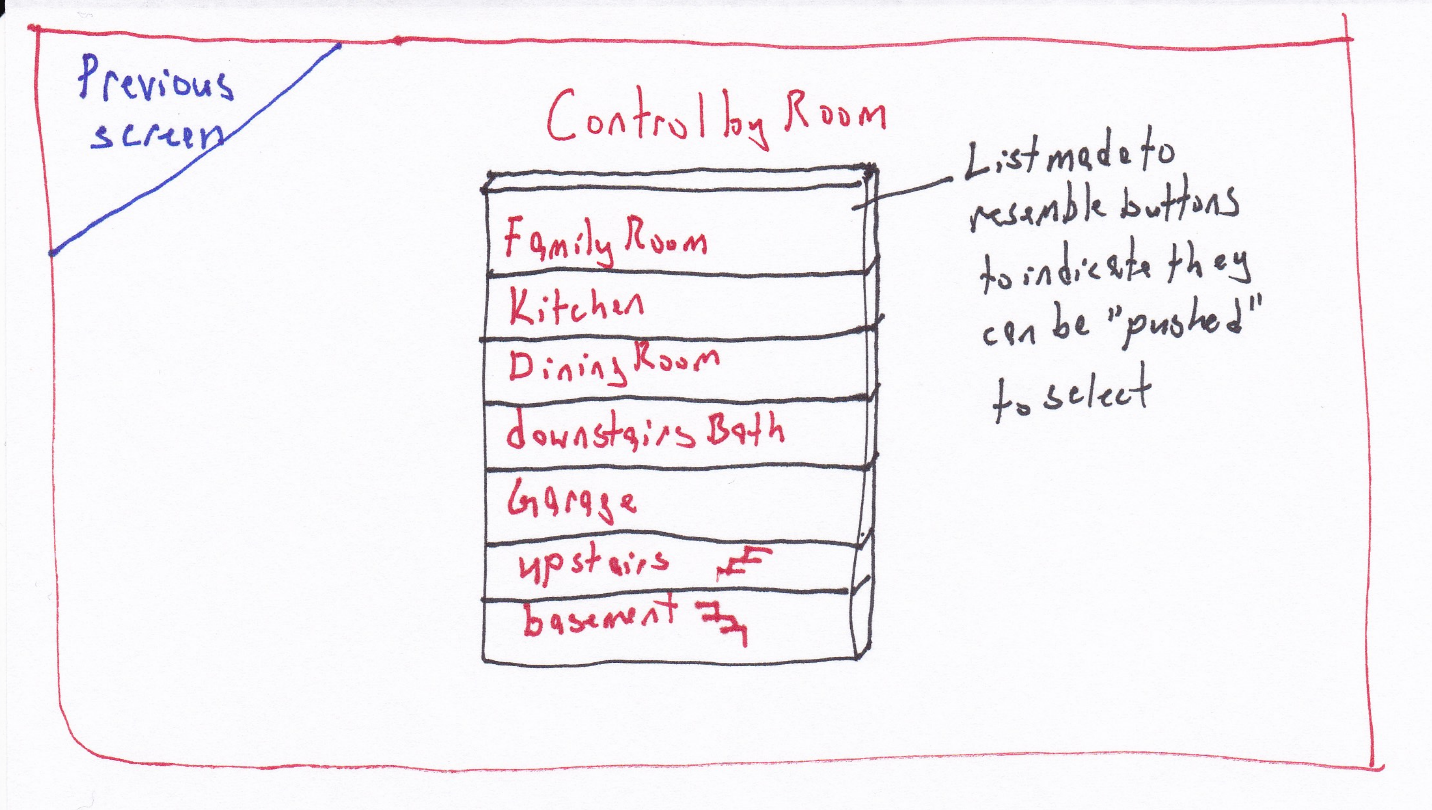 Previous
screen
Control by Room
List made to
resemble buttons
to indicate they
can be "pushed"
to select
Family Room
Kitchen
Dining Room
downstairs Bath
Garage
upstairs
basement